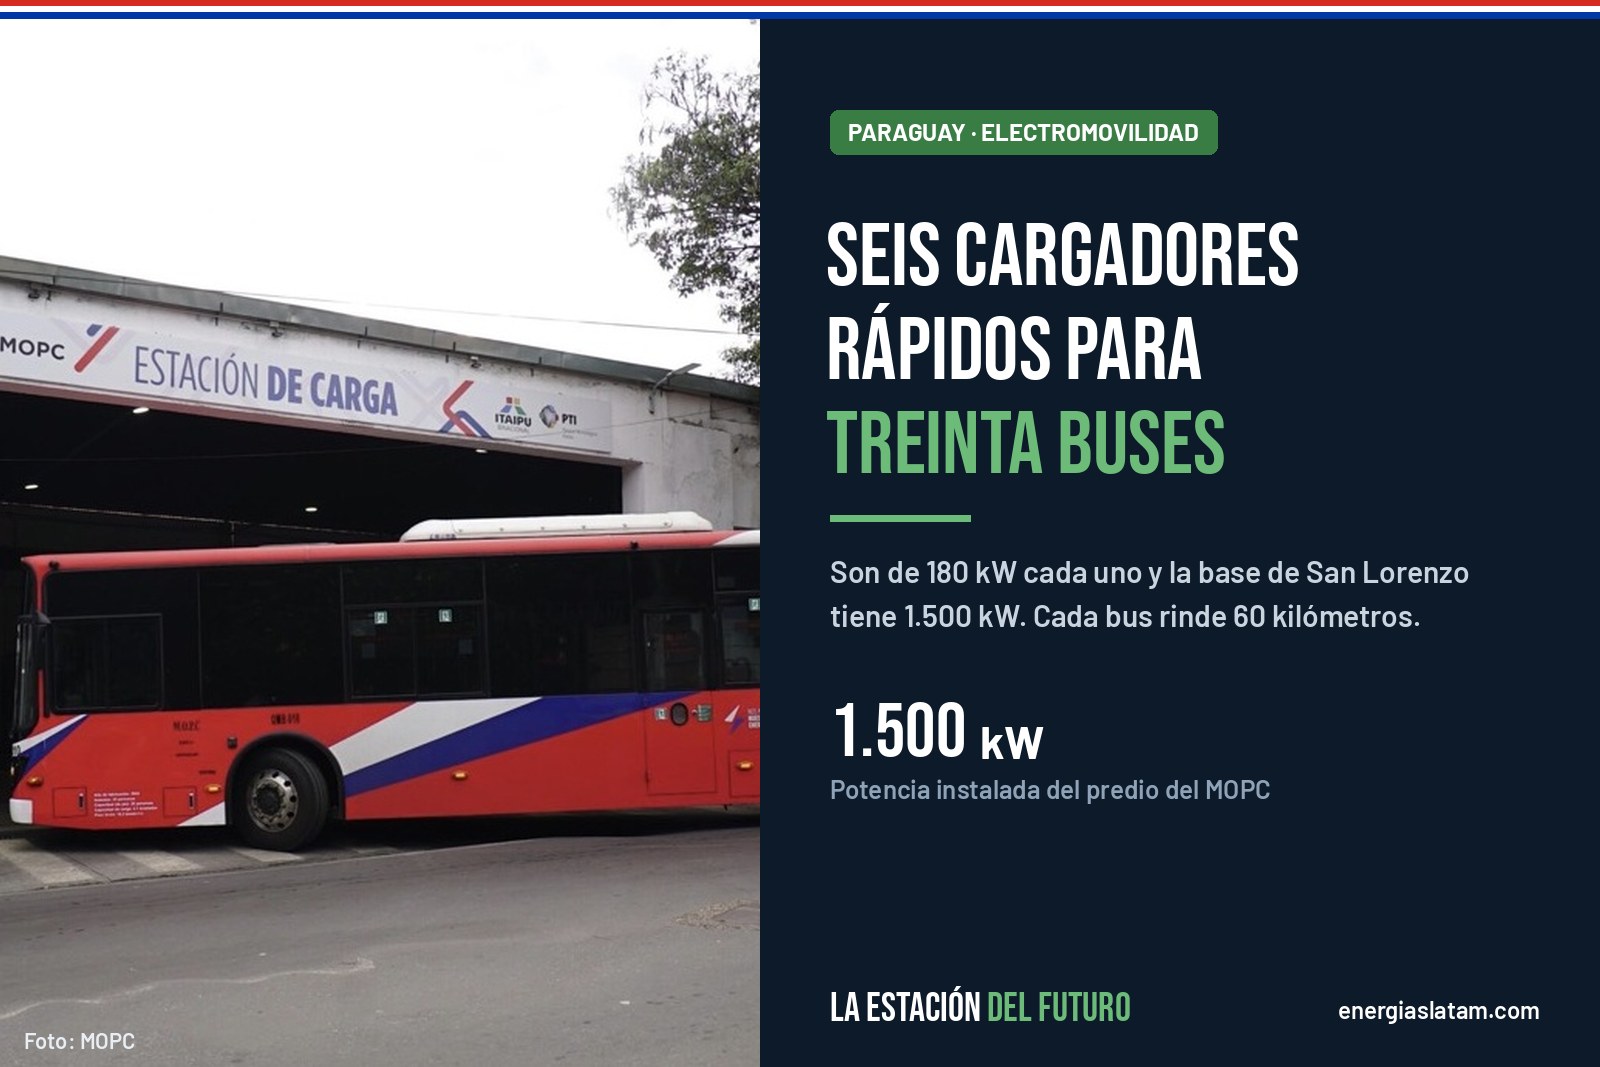 PARAGUAY · ELECTROMOVILIDAD
SEIS CARGADORES
RÁPIDOS PARA
TREINTA BUSES
Son de 180 kW cada uno y la base de San Lorenzo
tiene 1.500 kW. Cada bus rinde 60 kilómetros.
1.500 kW
Potencia instalada del predio del MOPC
LA ESTACIÓN DEL FUTURO
energiaslatam.com
MOPC
ESTACIÓN DE CARGA
ITAIPU
BINACIONAL
PTI
M.O.P.C
Foto: MOPC